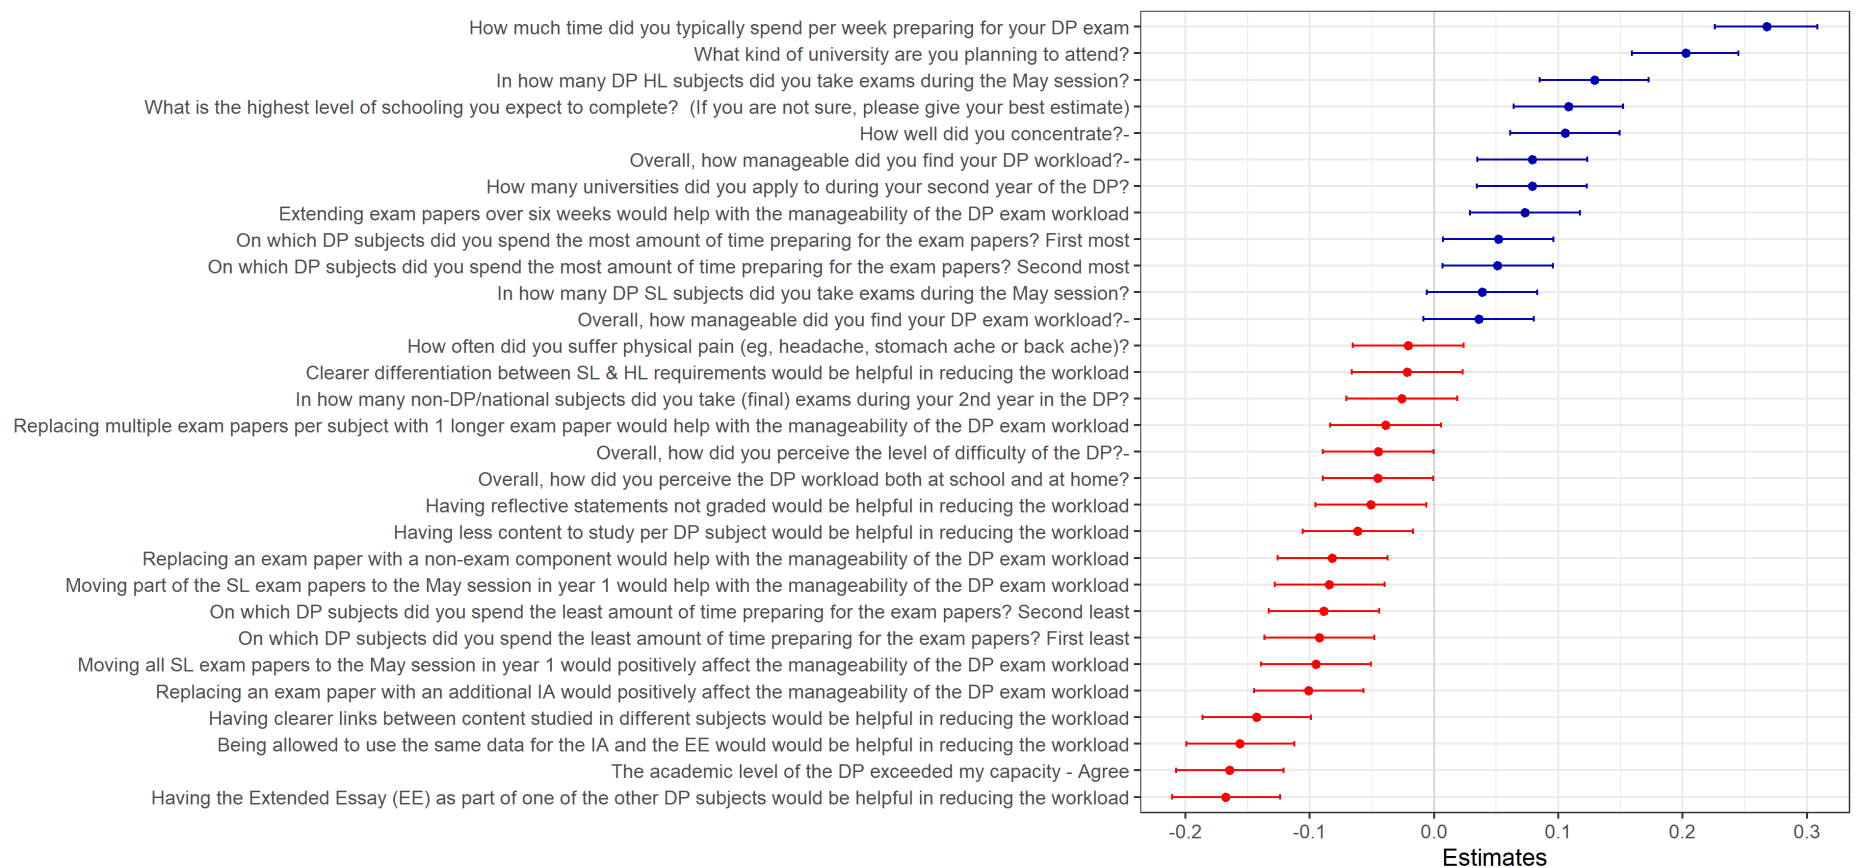 How much time did you typically spend per week preparing for your DP exam
What kind of university are you planning to attend?
In how many DP HL subjects did you take exams during the May session?
What is the highest level of schooling you expect to complete?  (If you are not sure, please give your best estimate)
How well did you concentrate?-
Overall, how manageable did you find your DP workload?-
How many universities did you apply to during your second year of the DP?
Extending exam papers over six weeks would help with the manageability of the DP exam workload
On which DP subjects did you spend the most amount of time preparing for the exam papers? First most
On which DP subjects did you spend the most amount of time preparing for the exam papers? Second most
In how many DP SL subjects did you take exams during the May session?
Overall, how manageable did you find your DP exam workload?-
How often did you suffer physical pain (eg, headache, stomach ache or back ache)?
Clearer differentiation between SL & HL requirements would be helpful in reducing the workload
In how many non-DP/national subjects did you take (final) exams during your 2nd year in the DP?
Replacing multiple exam papers per subject with 1 longer exam paper would help with the manageability of the DP exam workload
Overall, how did you perceive the level of difficulty of the DP?-
Overall, how did you perceive the DP workload both at school and at home?
Having reflective statements not graded would be helpful in reducing the workload
Having less content to study per DP subject would be helpful in reducing the workload
Replacing an exam paper with a non-exam component would help with the manageability of the DP exam workload
Moving part of the SL exam papers to the May session in year 1 would help with the manageability of the DP exam workload
On which DP subjects did you spend the least amount of time preparing for the exam papers? Second least
On which DP subjects did you spend the least amount of time preparing for the exam papers? First least
Moving all SL exam papers to the May session in year 1 would positively affect the manageability of the DP exam workload
Replacing an exam paper with an additional IA would positively affect the manageability of the DP exam workload
Having clearer links between content studied in different subjects would be helpful in reducing the workload
Being allowed to use the same data for the IA and the EE would would be helpful in reducing the workload
The academic level of the DP exceeded my capacity - Agree
Having the Extended Essay (EE) as part of one of the other DP subjects would be helpful in reducing the workload
-0.2 -0.1 0.0 0.1 0.2 0.3
Estimates